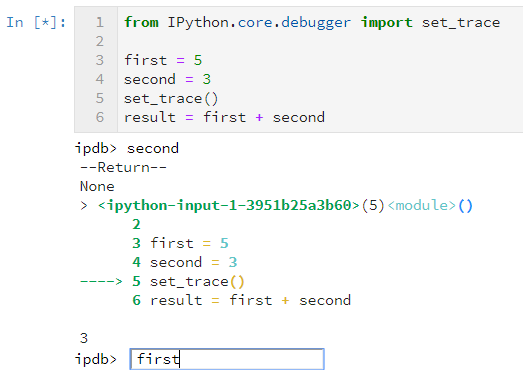 In [*]:
1 from IPython.core.debugger import set_trace
2
3 first = 5
4 second = 3
5 set_trace()
6 result = first + second
ipdb> second
--Return--
None
> <ipython-input-1-3951b25a3b60>(5)<module>()
2
3 first = 5
4 second = 3
----> 5 set_trace()
6 result = first + second
3
ipdb> first